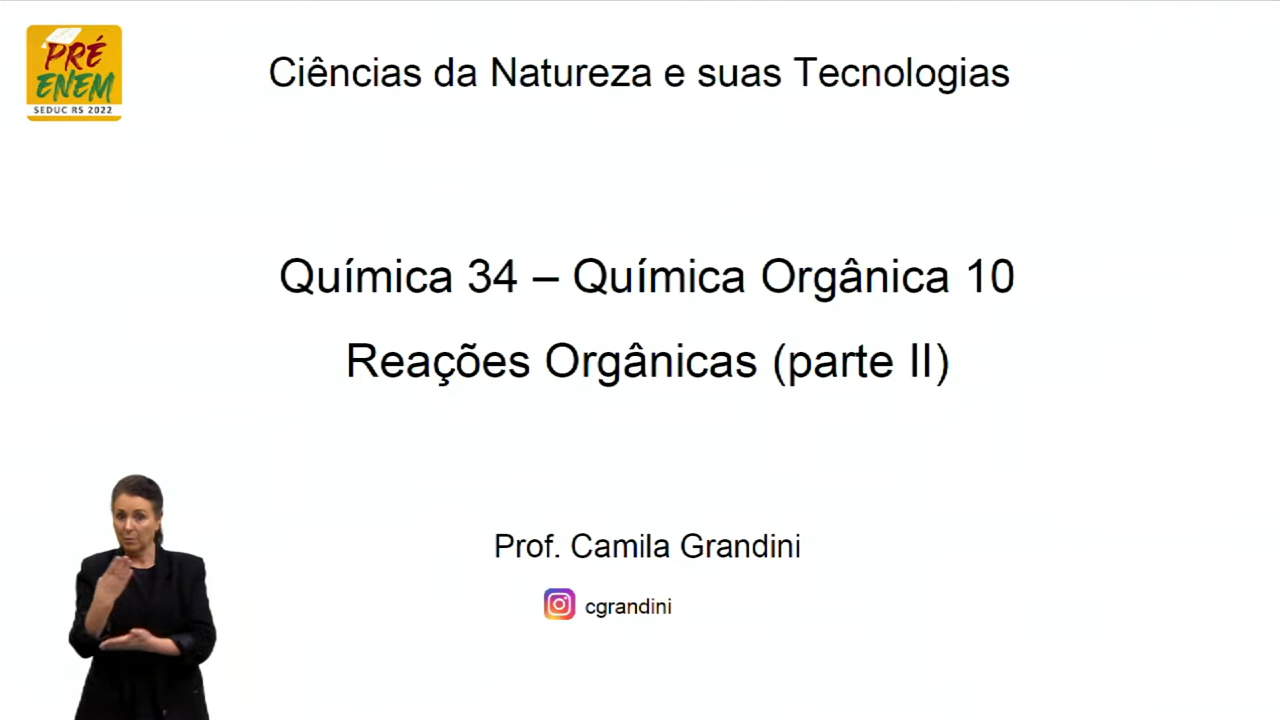 PRÉ
ENEM
SEDUC RS 2022
Ciências da Natureza e suas Tecnologias
Química 34 – Química Orgânica 10
Reações Orgânicas (parte II)
Prof. Camila Grandini
cgrandini